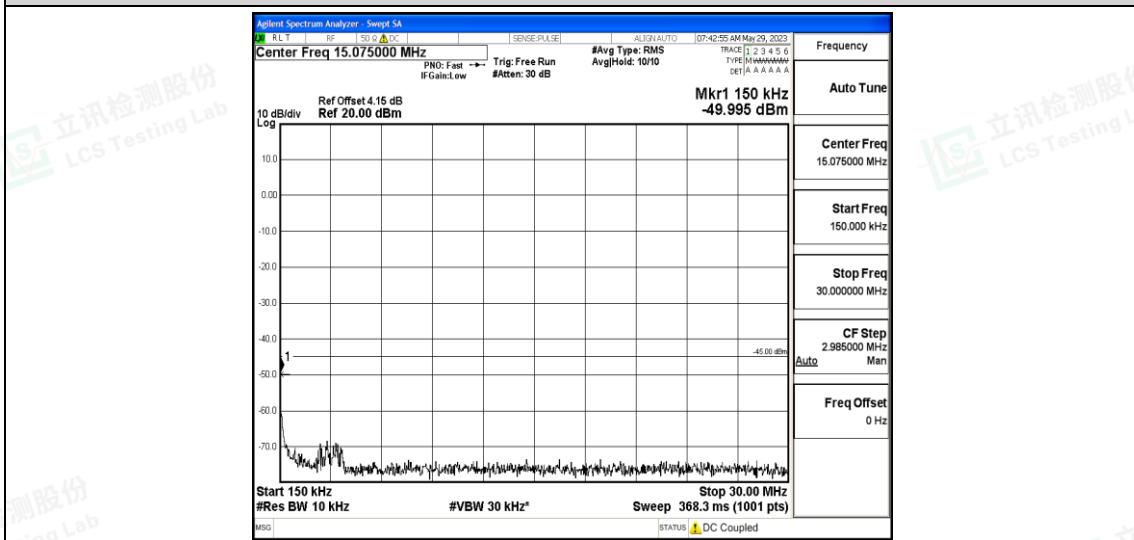 Agilent Spectrum Analyzer - Swept SA
RLT RF 50 Ω DC SENSE:PULSE ALIGN AUTO 07:42:55 AM May 29, 2023
Center Freq 15.075000 MHz
PNO: Fast
IFGain:Low
Trig: Free Run
#Atten: 30 dB
#Avg Type: RMS
Avg|Hold: 10/10
TRACE 1 2 3 4 5 6
TYPE M WWWWW
DET A A A A A A
Frequency
Auto Tune
Mkr1 150 kHz
-49.995 dBm
Ref Offset 4.15 dB
10 dB/div Ref 20.00 dBm
Log
10.0
0.00
-10.0
-20.0
-30.0
-40.0
-50.0
-60.0
-70.0
1
-45.00 dBm
Center Freq
15.075000 MHz
Start Freq
150.000 kHz
Stop Freq
30.000000 MHz
CF Step
2.985000 MHz
Auto Man
Freq Offset
0 Hz
Start 150 kHz Stop 30.00 MHz
#Res BW 10 kHz #VBW 30 kHz* Sweep 368.3 ms (1001 pts)
MSG STATUS DC Coupled
立讯检测股份
LCS Testing Lab
立讯检测股
LCS Testing L
测股份
ng Lab
立